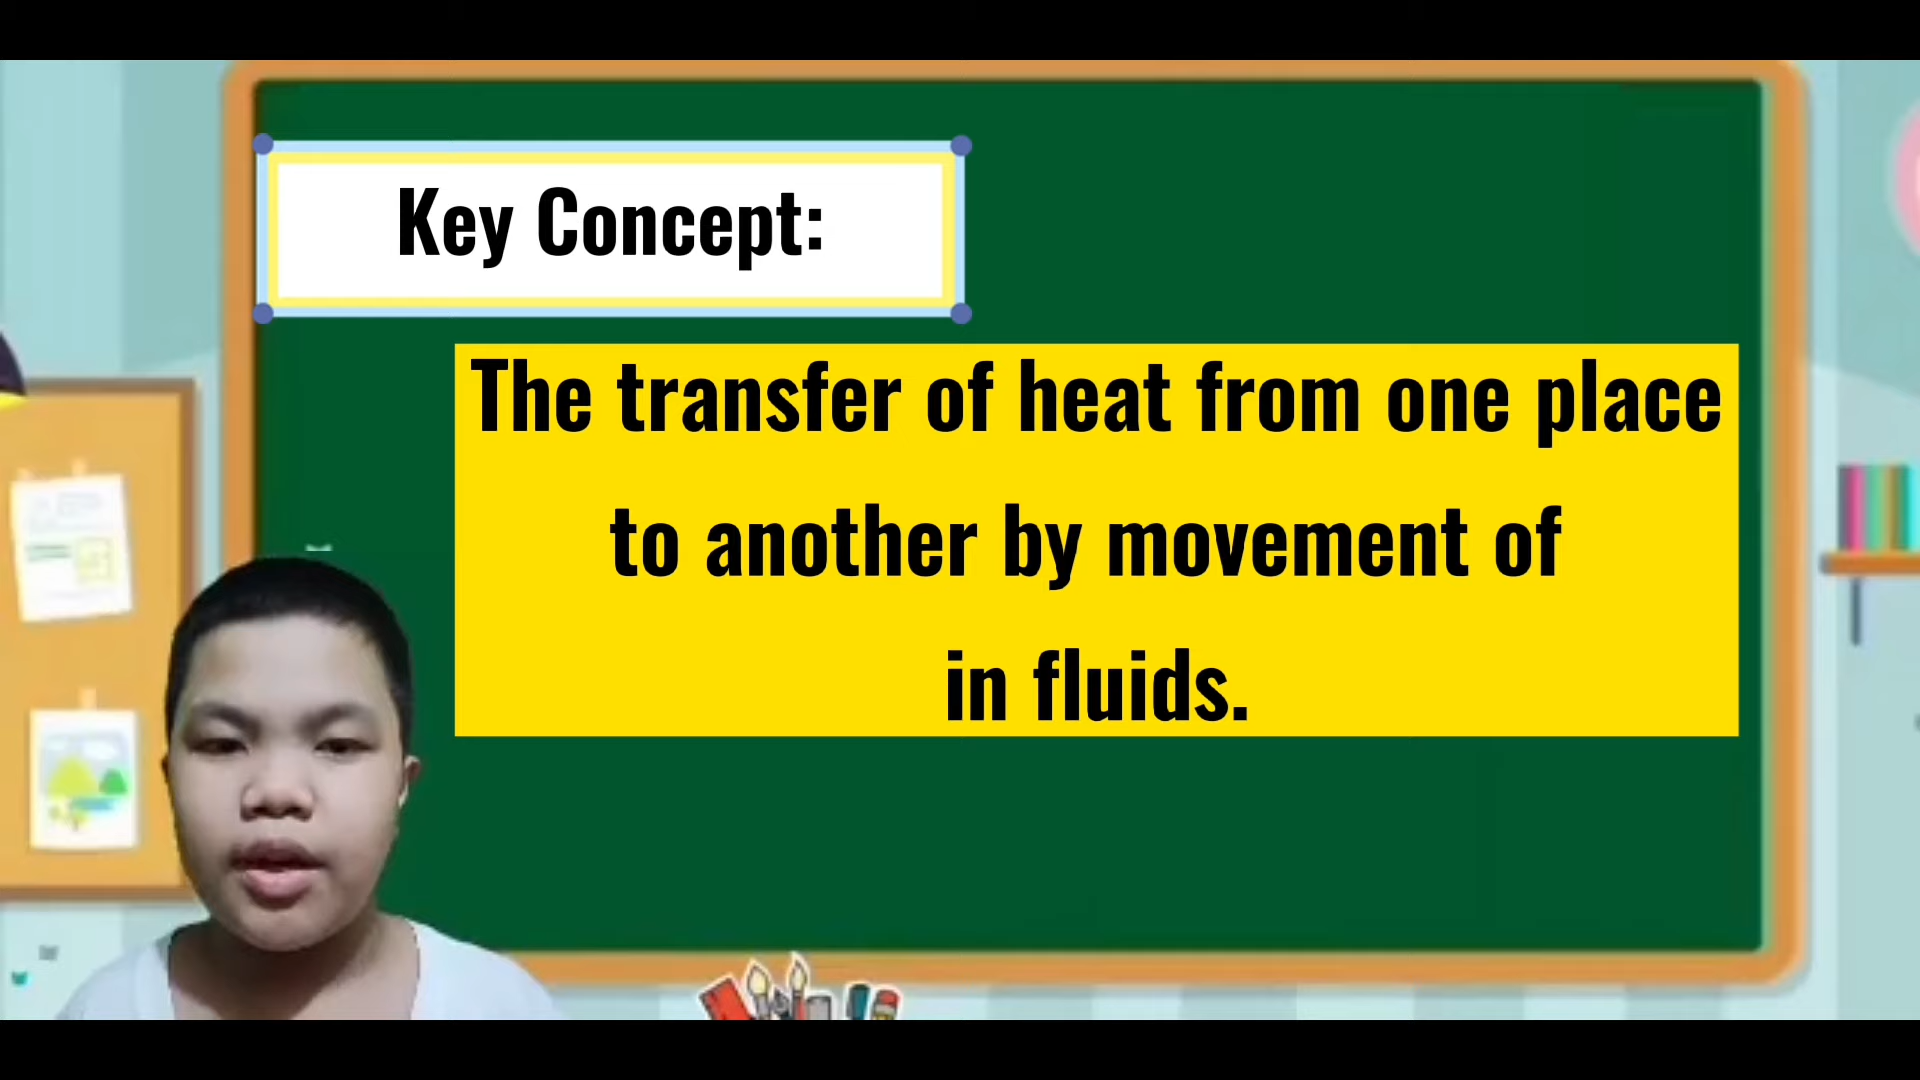 Key Concept:
The transfer of heat from one place
to another by movement of
in fluids.